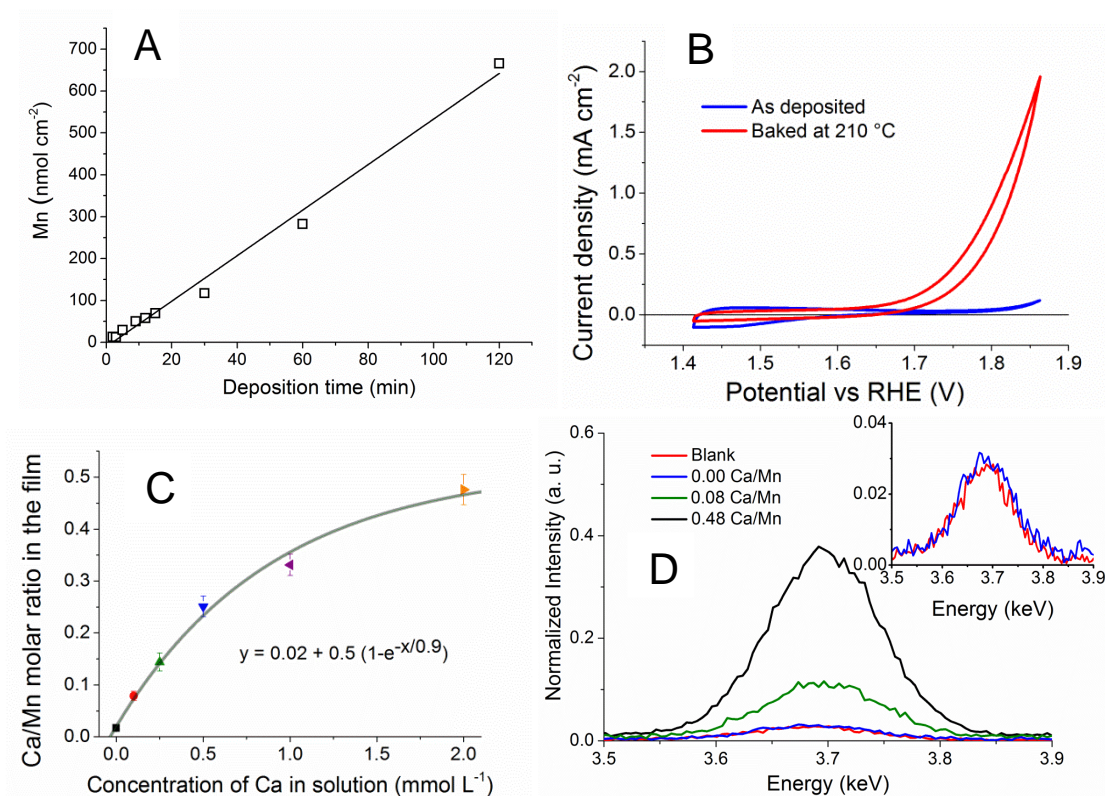 A
700
600
500
400
300
200
100
0
Mn (nmol cm-2)
0 20 40 60 80 100 120
Deposition time (min)
B
2.0
1.5
1.0
0.5
0.0
Current density (mA cm-2)
As deposited
Baked at 210 °C
1.4 1.5 1.6 1.7 1.8 1.9
Potential vs RHE (V)
C
0.5
0.4
0.3
0.2
0.1
0.0
Ca/Mn molar ratio in the film
y = 0.02 + 0.5 (1-e-x/0.9)
0.0 0.5 1.0 1.5 2.0
Concentration of Ca in solution (mmol L-1)
D
0.6
0.4
0.2
0.0
Normalized Intensity (a. u.)
Blank
0.00 Ca/Mn
0.08 Ca/Mn
0.48 Ca/Mn
0.04
0.02
0.00
3.5 3.6 3.7 3.8 3.9
Energy (keV)
3.5 3.6 3.7 3.8 3.9
Energy (keV)